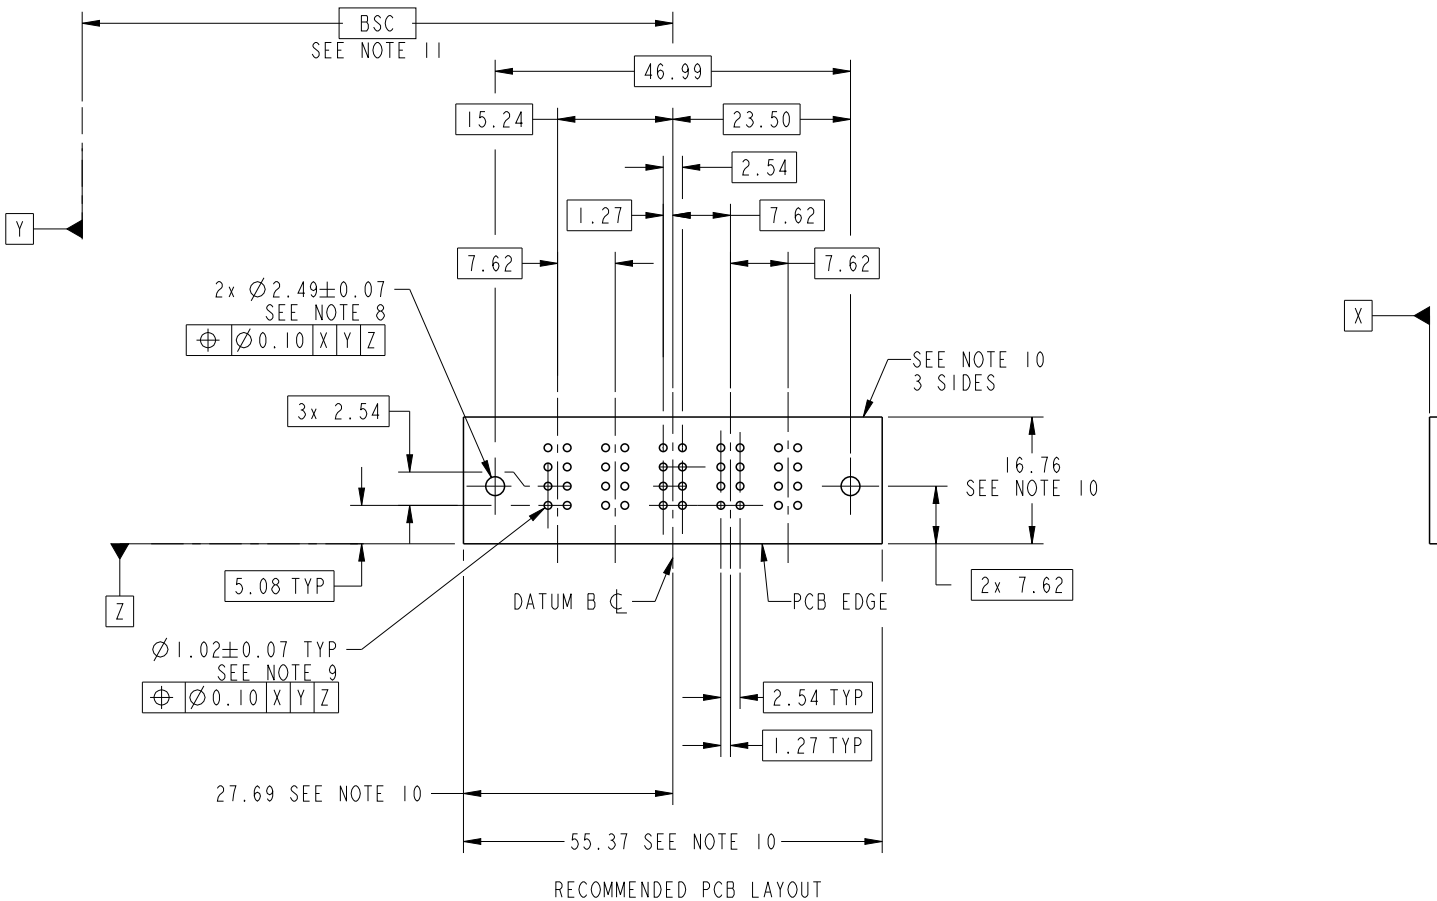 BSC
SEE NOTE 11
46.99
15.24
23.50
2.54
1.27
7.62
Y
7.62
7.62
2x ⌀2.49±0.07
SEE NOTE 8
⌖ ⌀0.10 X Y Z
X
SEE NOTE 10
3 SIDES
3x 2.54
16.76
SEE NOTE 10
5.08 TYP
2x 7.62
Z
DATUM B ℄
PCB EDGE
⌀1.02±0.07 TYP
SEE NOTE 9
⌖ ⌀0.10 X Y Z
2.54 TYP
1.27 TYP
27.69 SEE NOTE 10
55.37 SEE NOTE 10
RECOMMENDED PCB LAYOUT